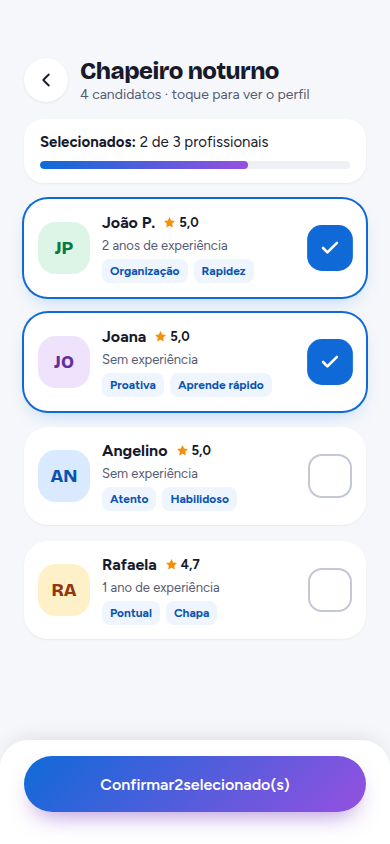 Chapeiro noturno
4 candidatos · toque para ver o perfil
Selecionados: 2 de 3 profissionais
JP
João P. ★ 5,0
2 anos de experiência
Organização Rapidez
JO
Joana ★ 5,0
Sem experiência
Proativa Aprende rápido
AN
Angelino ★ 5,0
Sem experiência
Atento Habilidoso
RA
Rafaela ★ 4,7
1 ano de experiência
Pontual Chapa
Confirmar2selecionado(s)